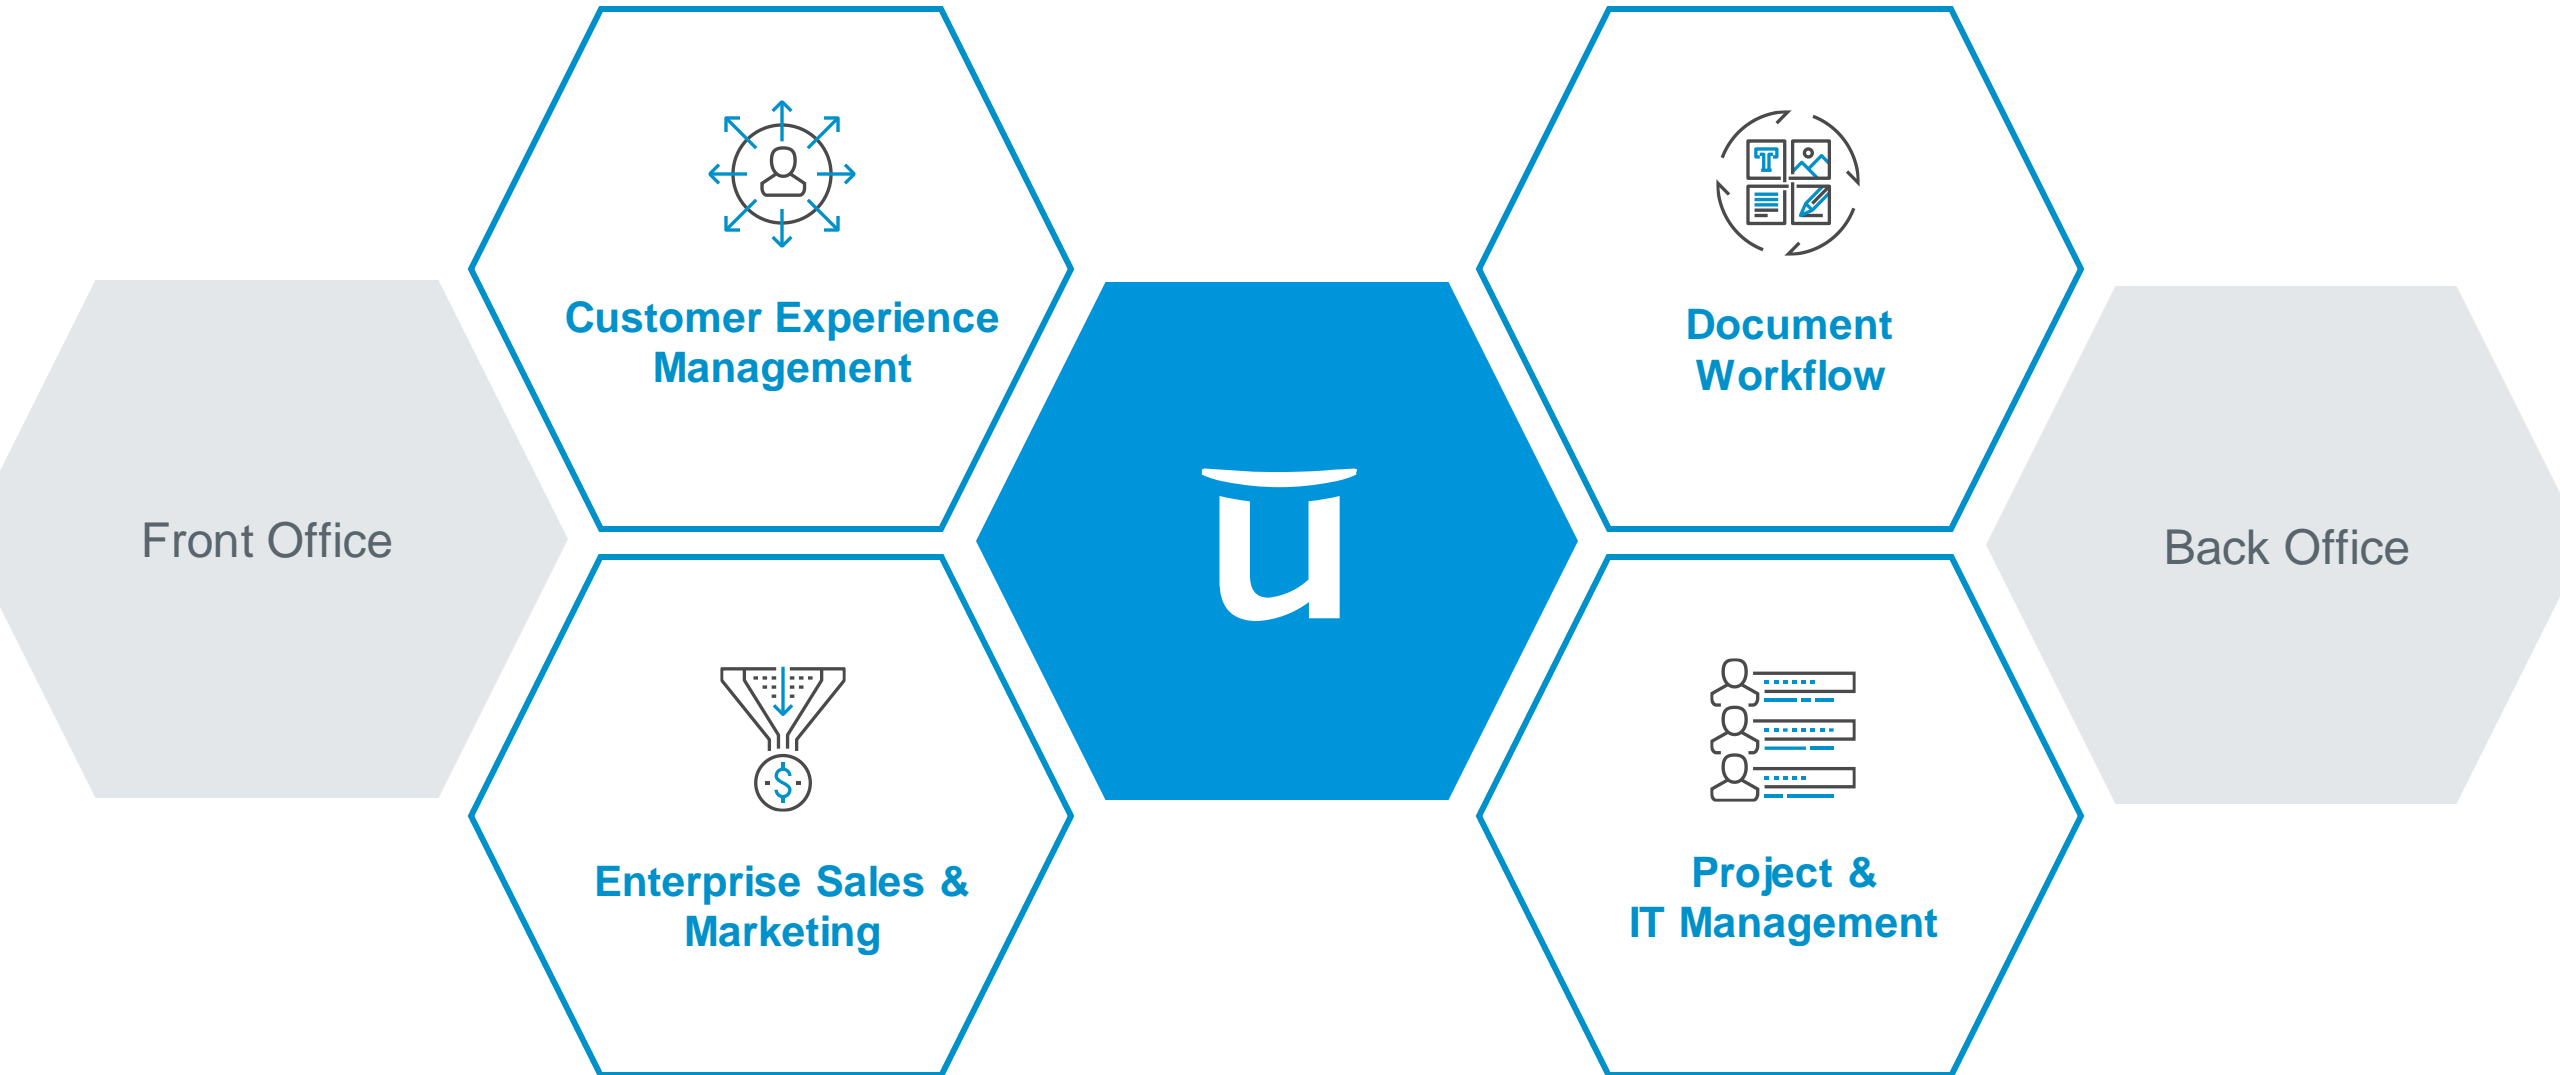 Front Office
Customer Experience
Management
Enterprise Sales &
Marketing
ū
Document
Workflow
Project &
IT Management
Back Office